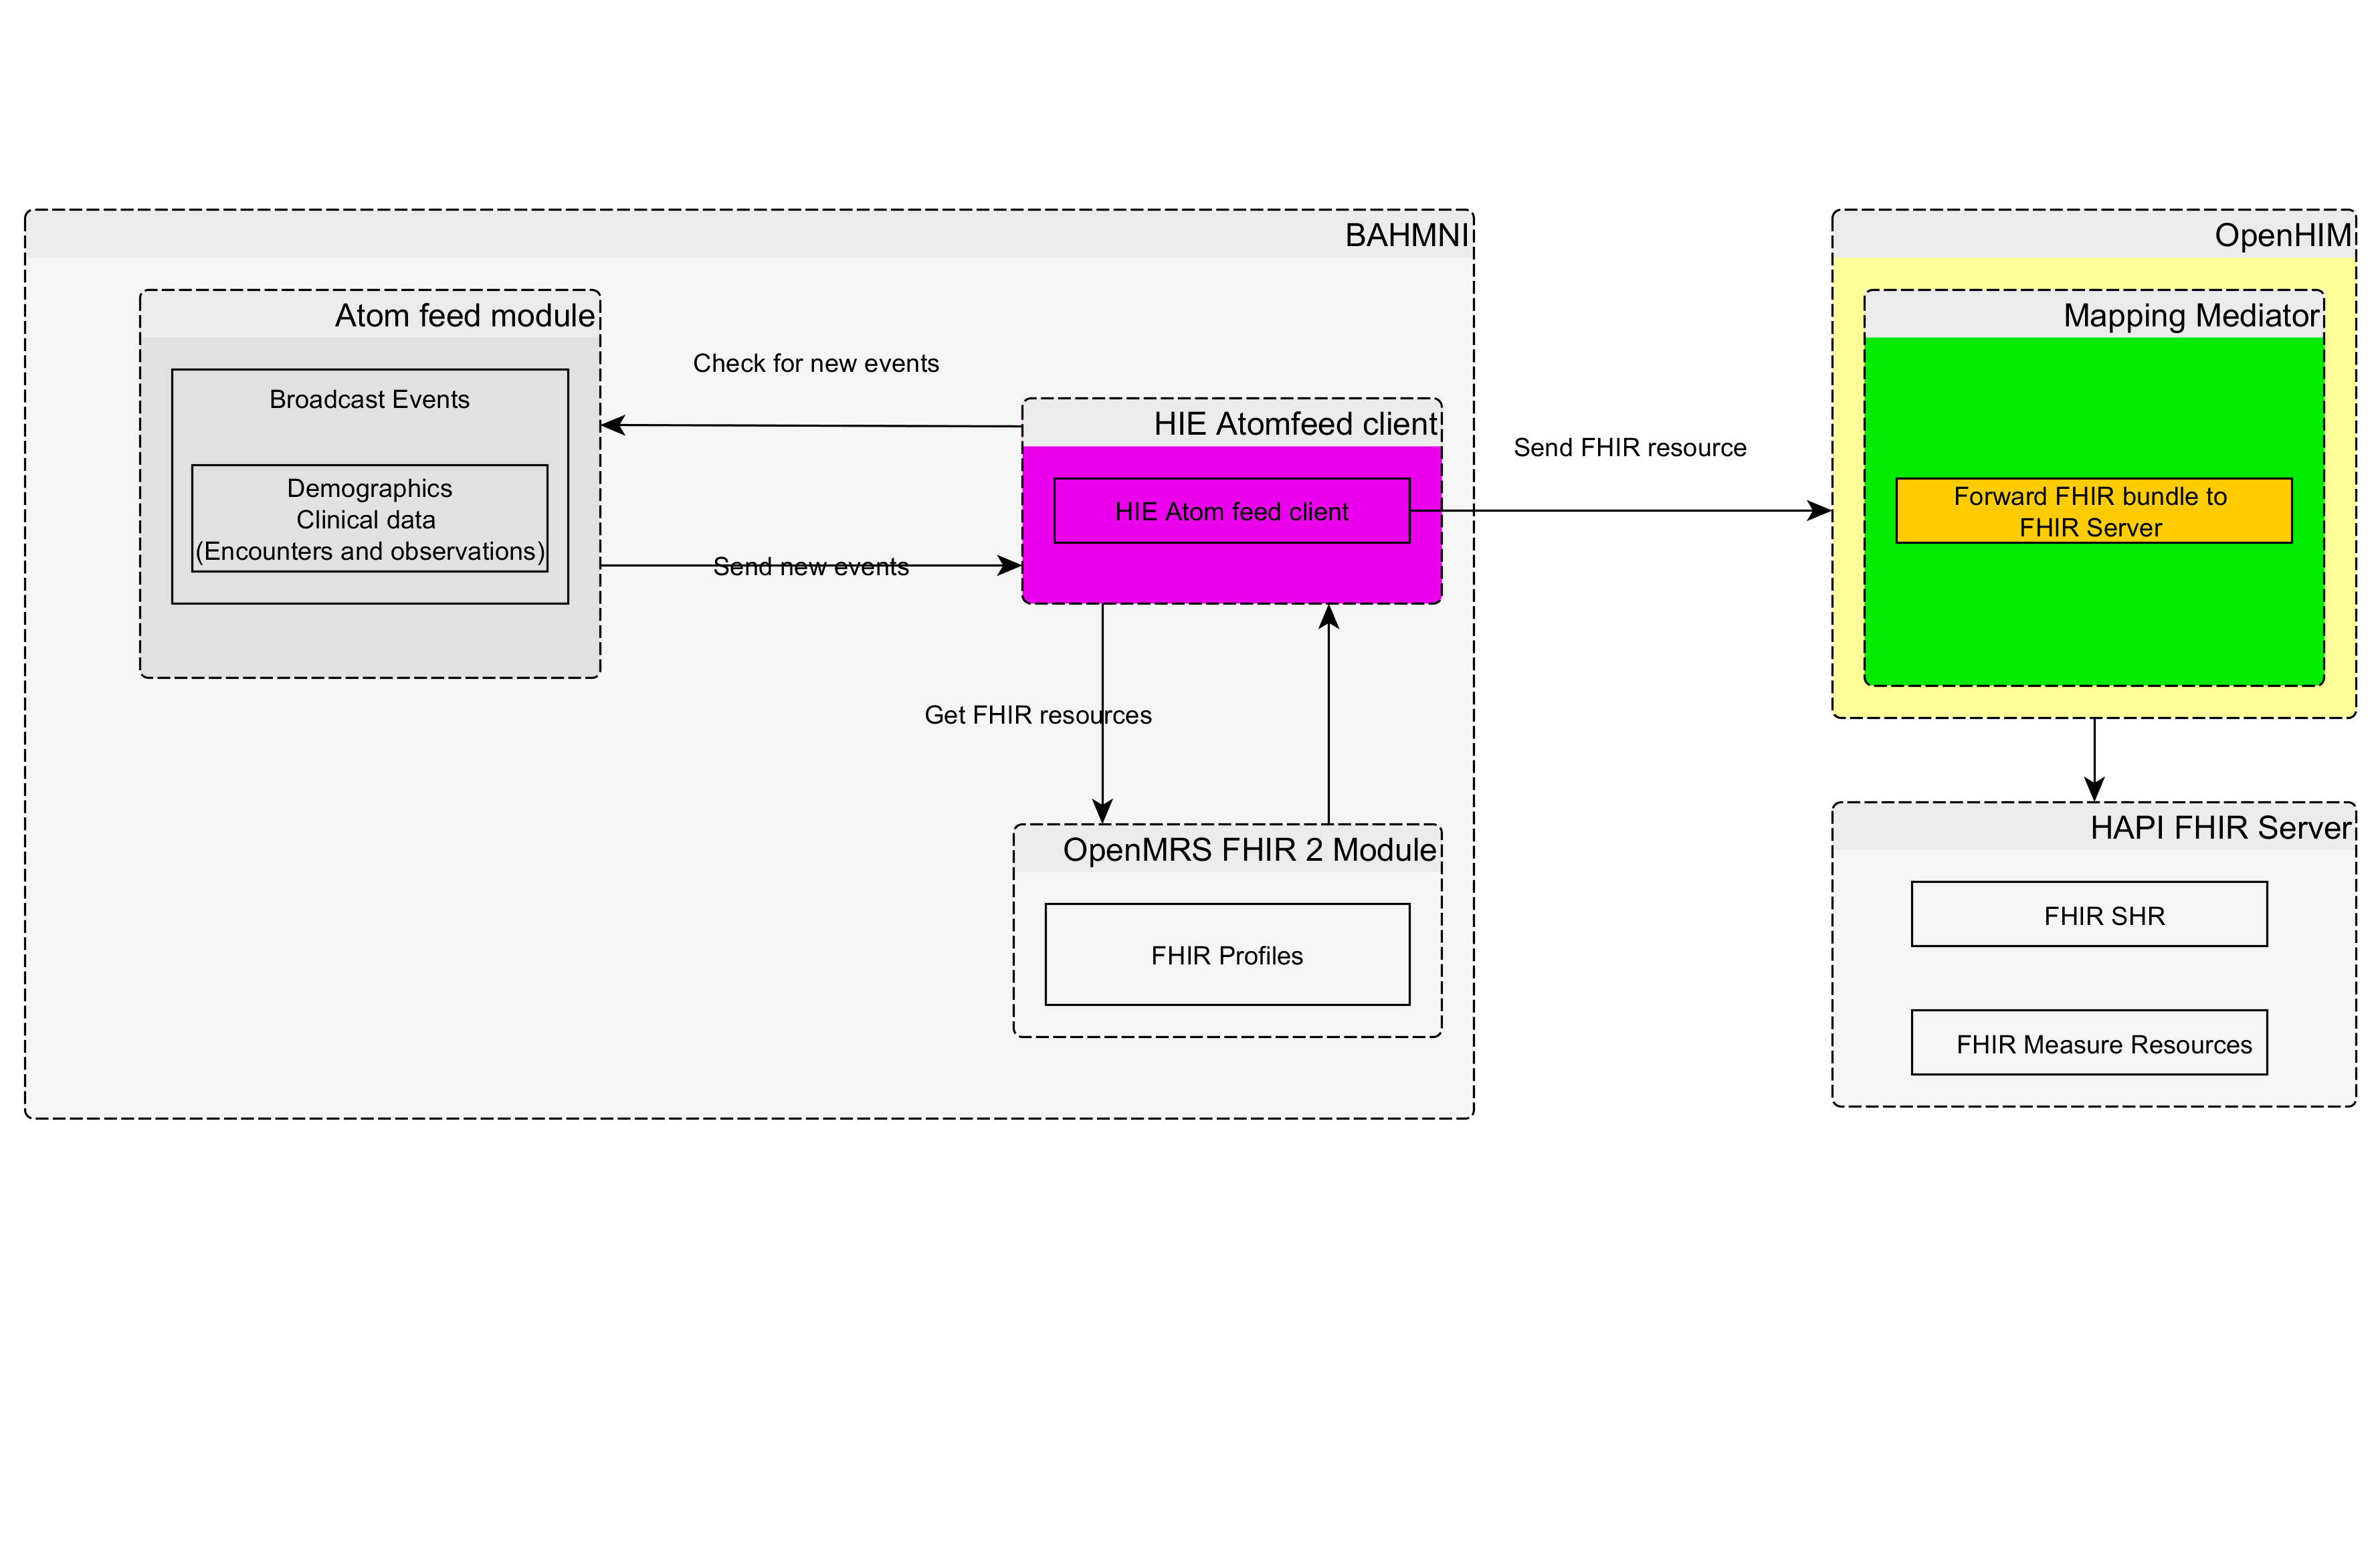 BAHMNI
Atom feed module
Broadcast Events
Demographics
Clinical data
(Encounters and observations)
Check for new events
Send new events
HIE Atomfeed client
HIE Atom feed client
Get FHIR resources
OpenMRS FHIR 2 Module
FHIR Profiles
Send FHIR resource
OpenHIM
Mapping Mediator
Forward FHIR bundle to
FHIR Server
HAPI FHIR Server
FHIR SHR
FHIR Measure Resources